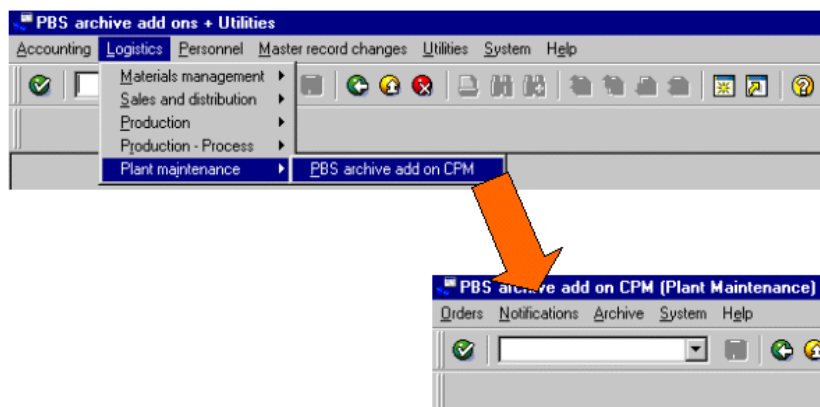 PBS archive add ons + Utilities
Accounting Logistics Personnel Master record changes Utilities System Help
Materials management
Sales and distribution
Production
Production - Process
Plant maintenance PBS archive add on CPM
PBS archive add on CPM (Plant Maintenance)
Orders Notifications Archive System Help